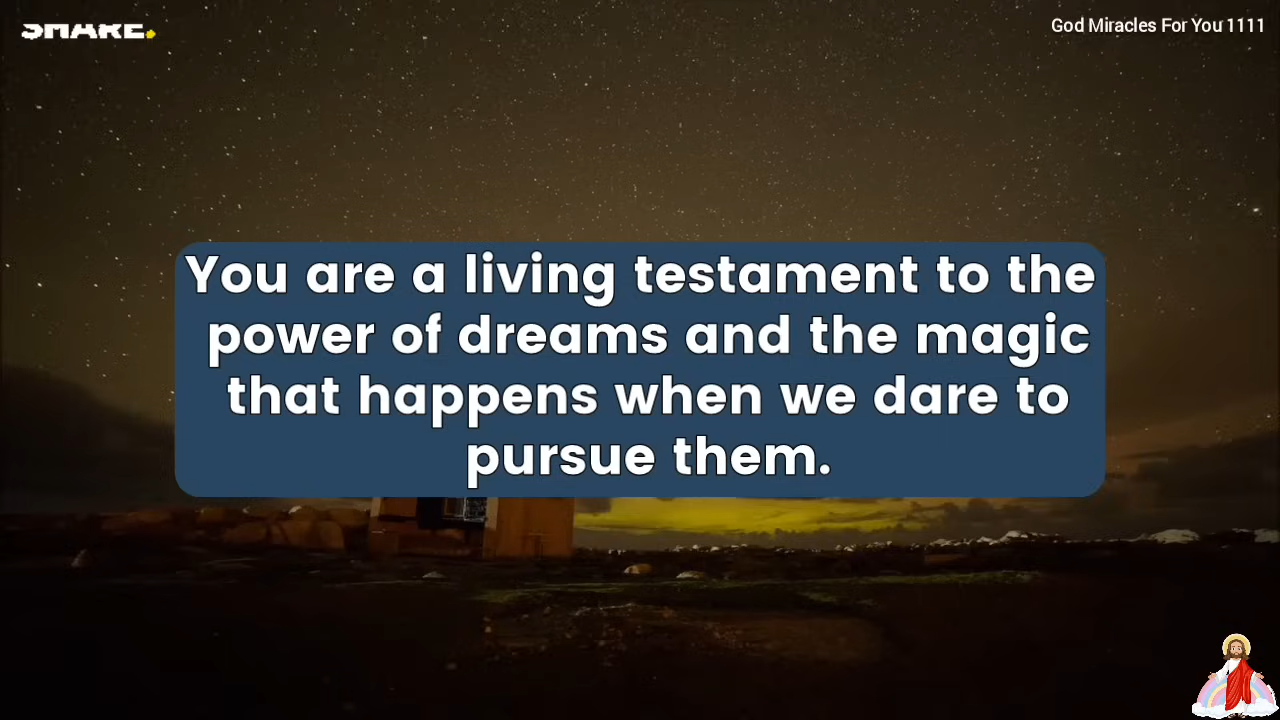 God Miracles For You 1111
You are a living testament to the
power of dreams and the magic
that happens when we dare to
pursue them.